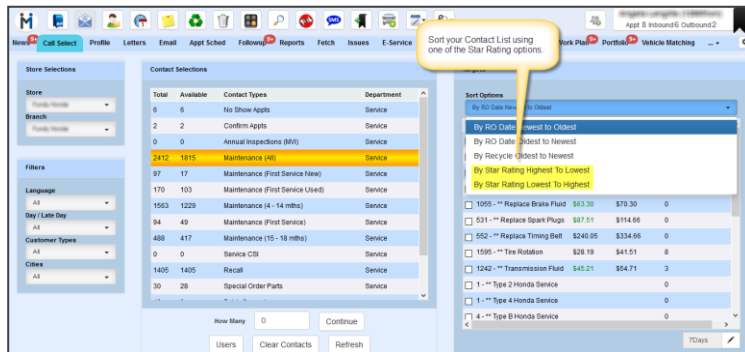 Appt 8 Inbound 6 Outbound 2
News 9+ Call Select Profile Letters Email Appt Sched Followup 9+ Reports Fetch Issues E-Service Work Plan 9+ Portfolio 9+ Vehicle Matching ...
Sort your Contact List using
one of the Star Rating options.
Store Selections
Store
Branch
Filters
Language
All
Day / Late Day
All
Customer Types
All
Cities
All
Contact Selections
Total Available Contact Types Department
6 6 No Show Appts Service
2 2 Confirm Appts Service
0 0 Annual Inspections (MVI) Service
2412 1815 Maintenance (All) Service
97 17 Maintenance (First Service New) Service
170 103 Maintenance (First Service Used) Service
1563 1229 Maintenance (4 - 14 mths) Service
94 49 Maintenance (First Service) Service
488 417 Maintenance (15 - 18 mths) Service
0 0 Service CSI Service
1405 1405 Recall Service
30 28 Special Order Parts Service
How Many 0 Continue
Users Clear Contacts Refresh
Targets
Sort Options
By RO Date Newest to Oldest
By RO Date Newest to Oldest
By RO Date Oldest to Newest
By Recycle Oldest to Newest
By Star Rating Highest To Lowest
By Star Rating Lowest To Highest
1055 - ** Replace Brake Fluid $63.30 $70.30 0
531 - ** Replace Spark Plugs $87.51 $114.66 0
552 - ** Replace Timing Belt $240.05 $334.66 0
1595 - ** Tire Rotation $28.19 $41.51 8
1242 - ** Transmission Fluid $45.21 $54.71 3
1 - ** Type 2 Honda Service 0
1 - ** Type 4 Honda Service 0
4 - ** Type B Honda Service 0
7Days